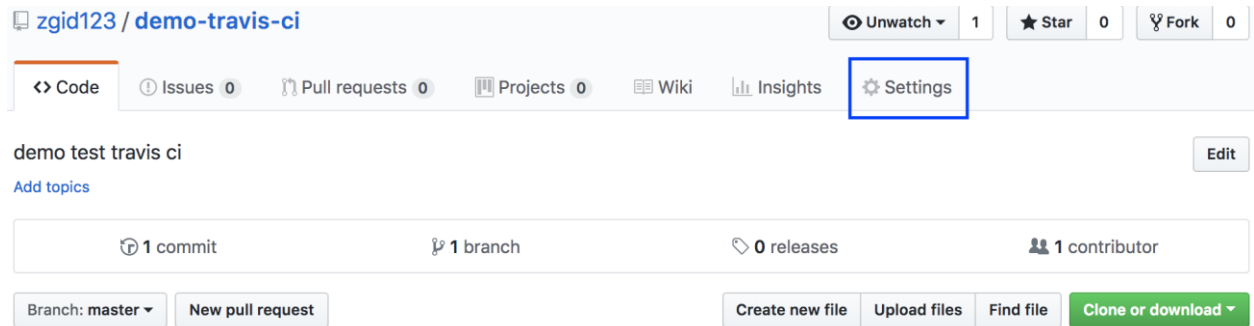 zgid123 / demo-travis-ci Unwatch 1 Star 0 Fork 0
Code Issues 0 Pull requests 0 Projects 0 Wiki Insights Settings
demo test travis ci Edit
Add topics
1 commit 1 branch 0 releases 1 contributor
Branch: master New pull request Create new file Upload files Find file Clone or download